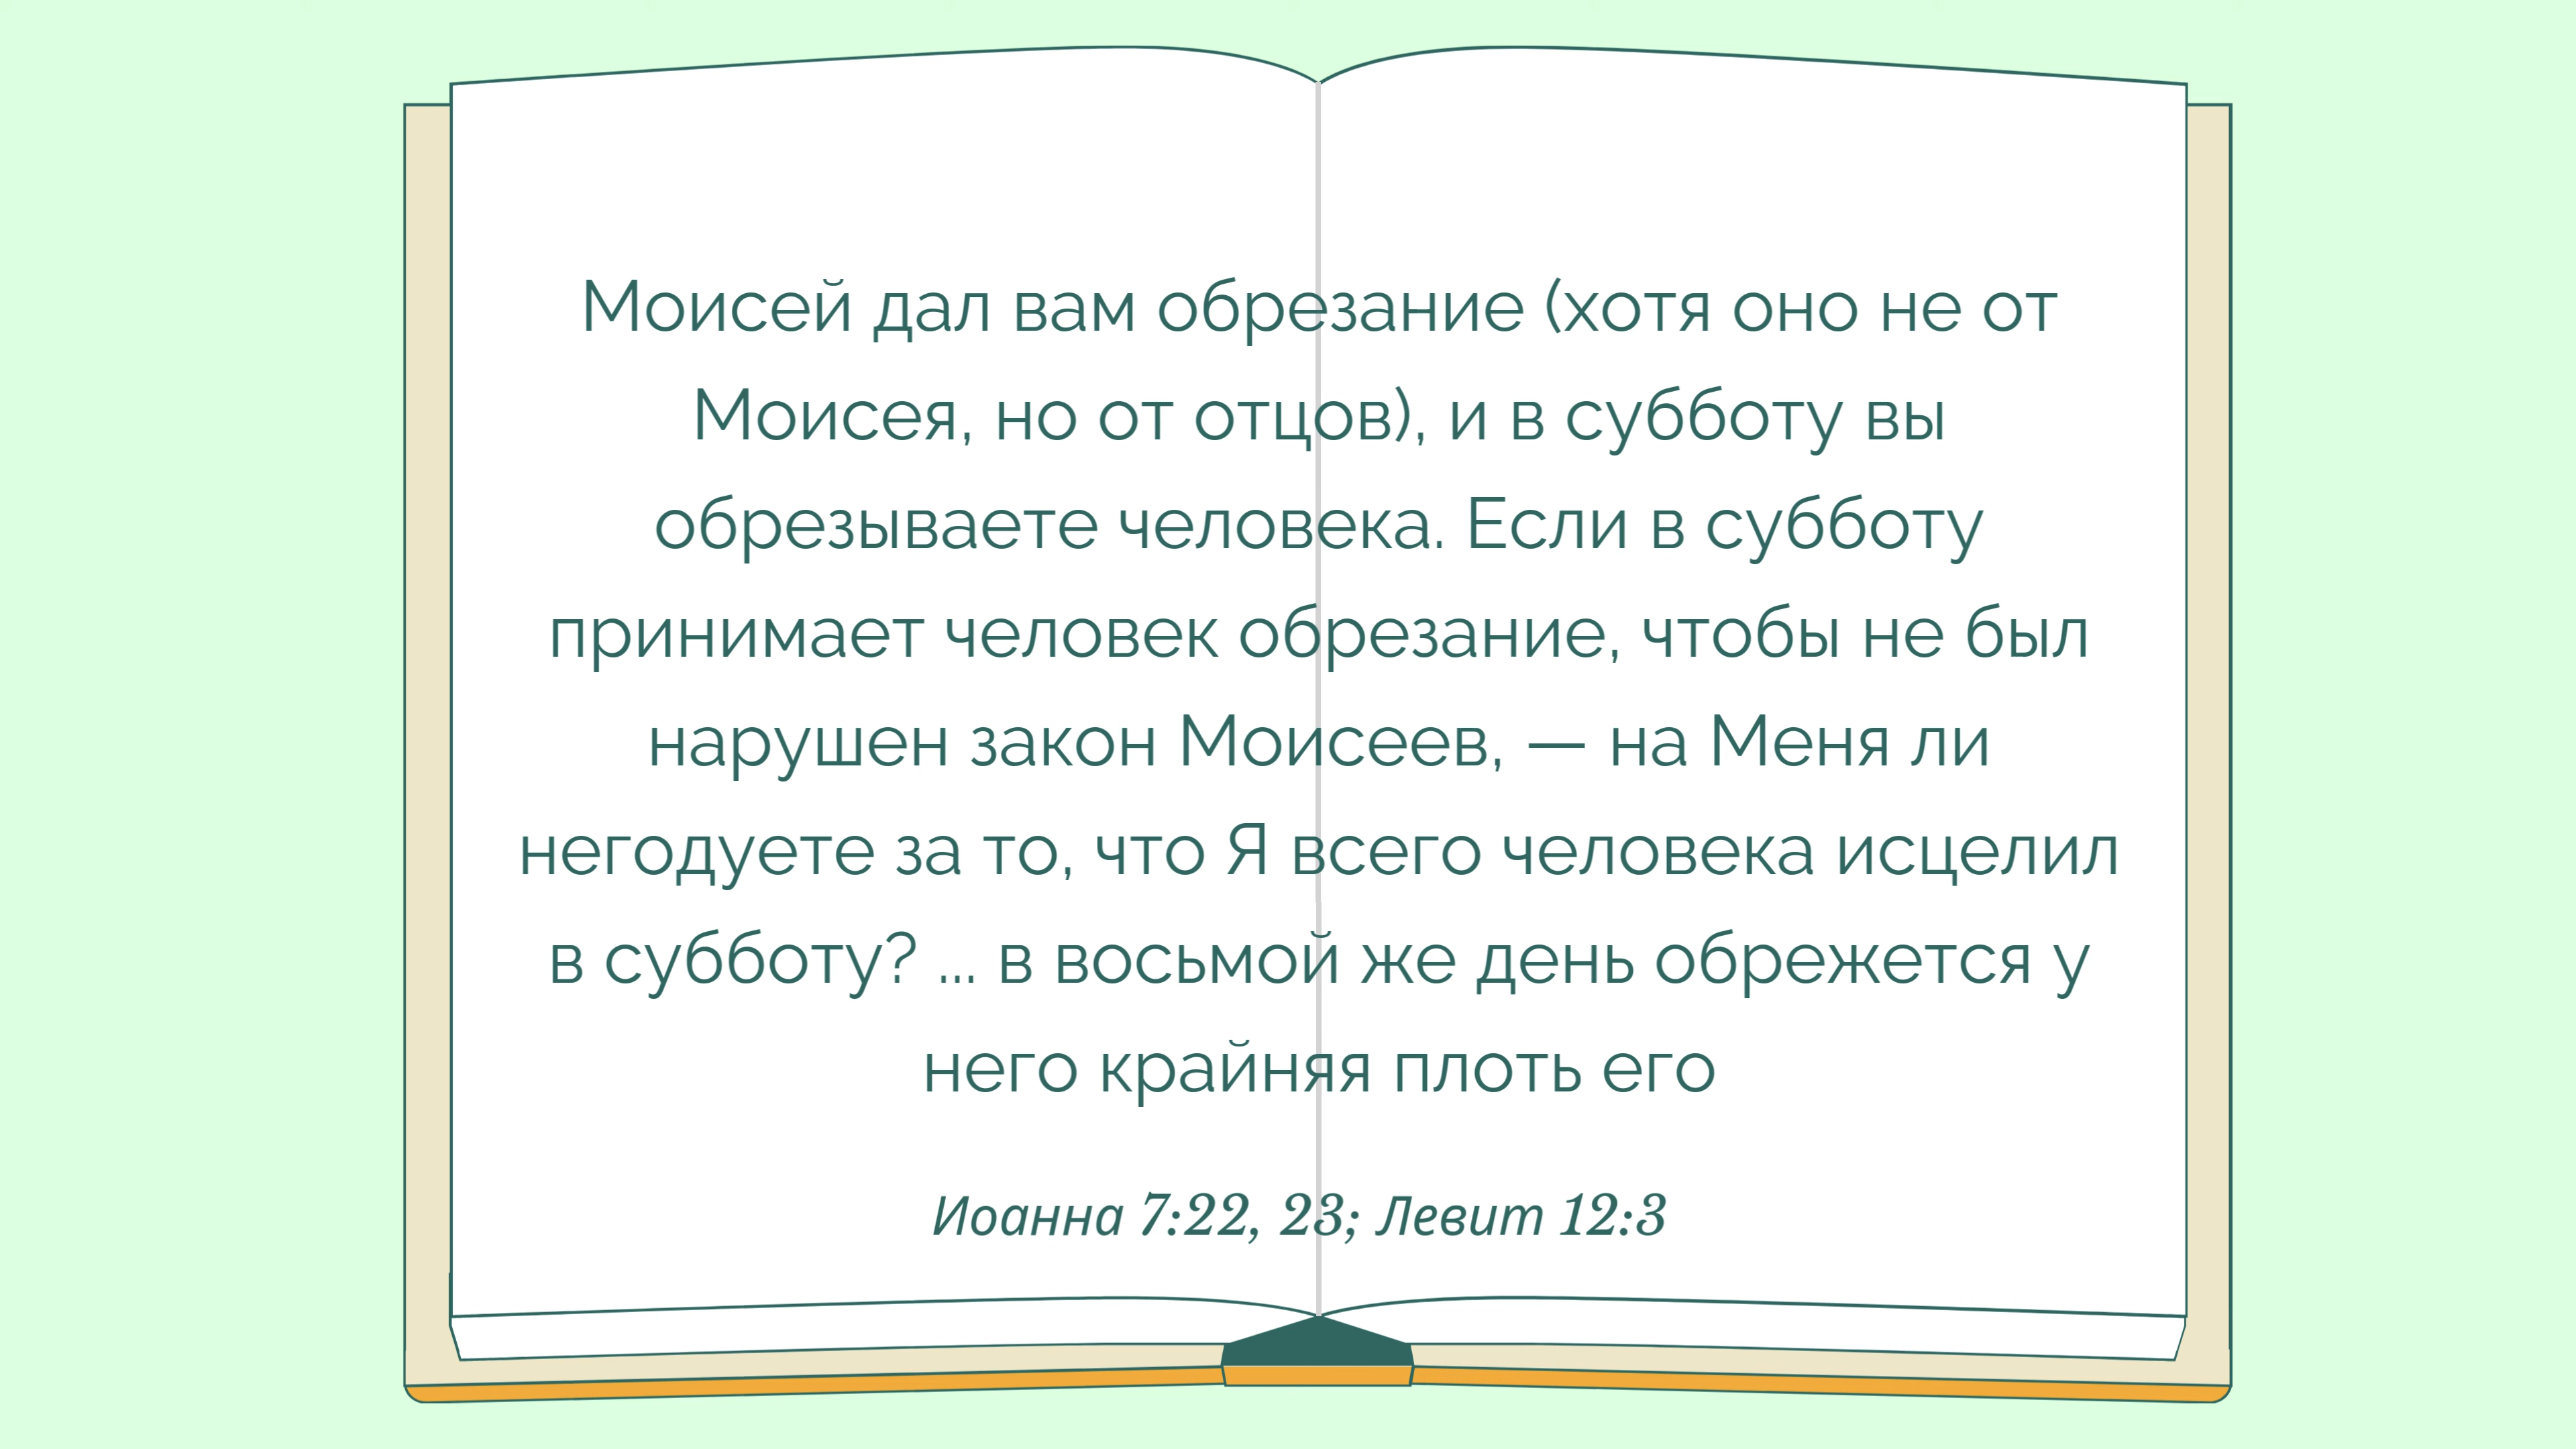 Моисей дал вам обрезание (хотя оно не от
Моисея, но от отцов), и в субботу вы
обрезываете человека. Если в субботу
принимает человек обрезание, чтобы не был
нарушен закон Моисеев, — на Меня ли
негодуете за то, что Я всего человека исцелил
в субботу? ... в восьмой же день обрежется у
него крайняя плоть его
Иоанна 7:22, 23; Левит 12:3